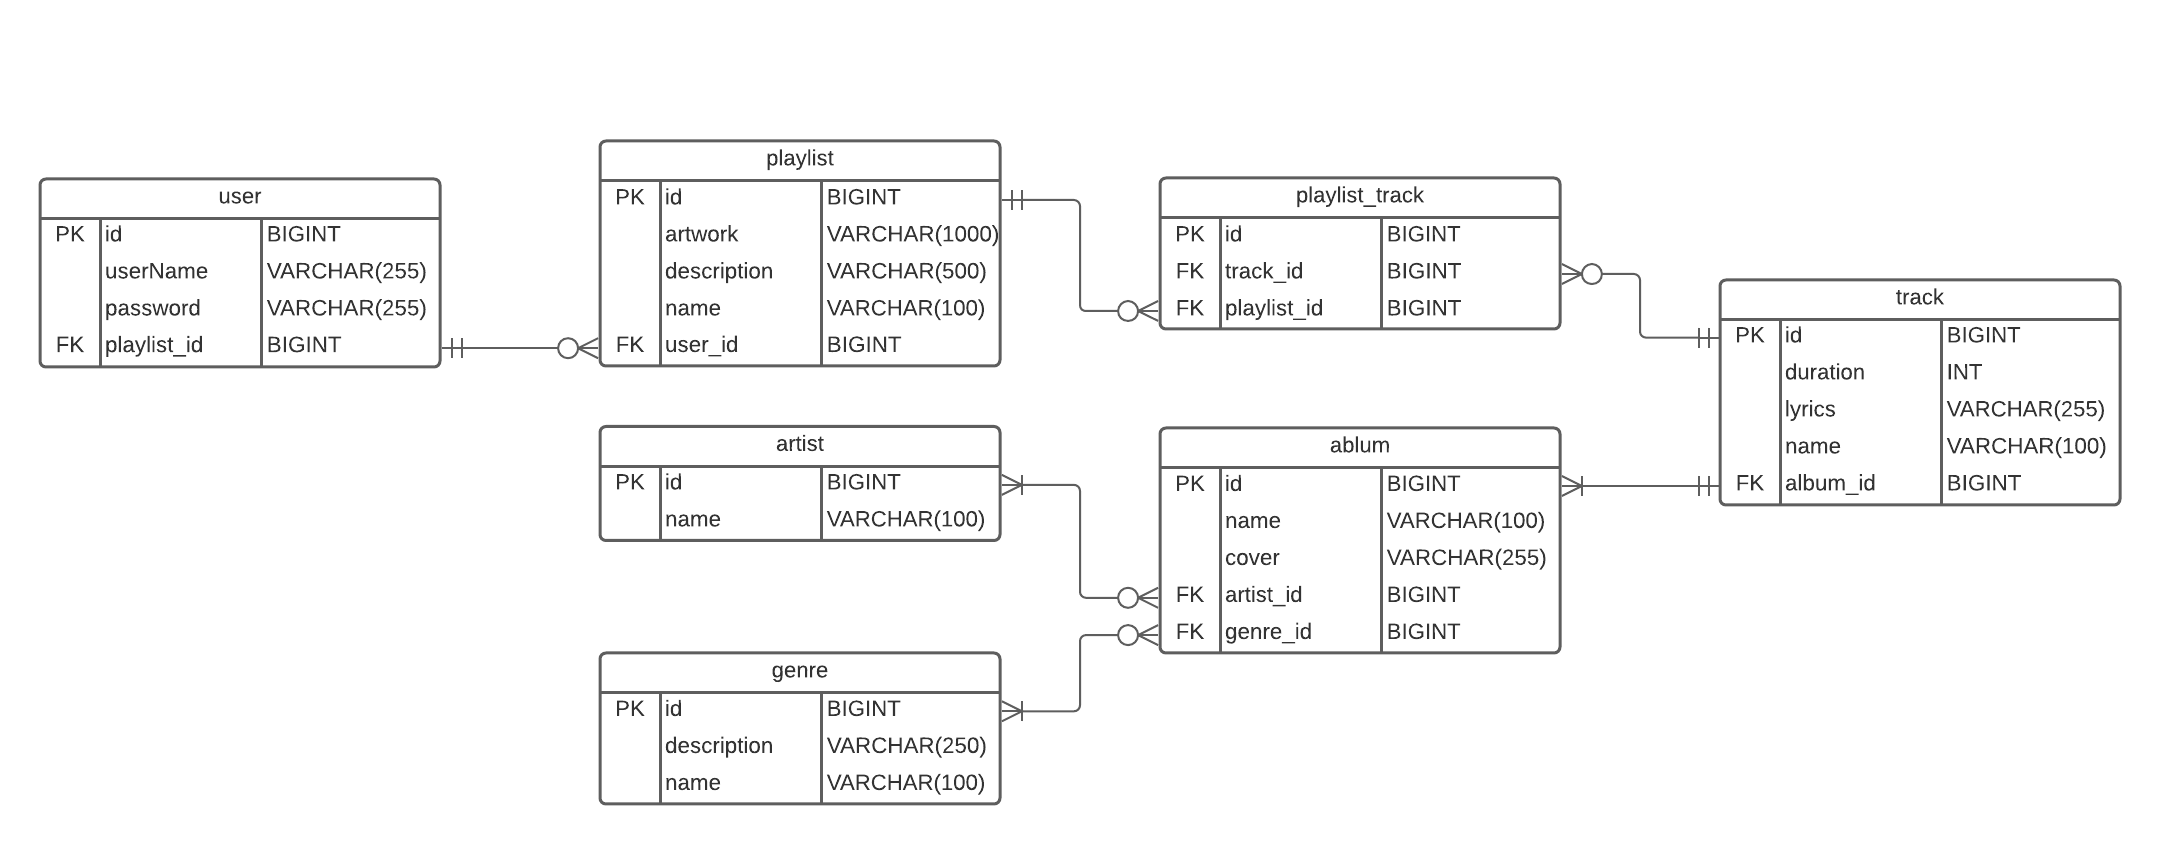 user
PK id BIGINT
userName VARCHAR(255)
password VARCHAR(255)
FK playlist_id BIGINT
playlist
PK id BIGINT
artwork VARCHAR(1000)
description VARCHAR(500)
name VARCHAR(100)
FK user_id BIGINT
playlist_track
PK id BIGINT
FK track_id BIGINT
FK playlist_id BIGINT
track
PK id BIGINT
duration INT
lyrics VARCHAR(255)
name VARCHAR(100)
FK album_id BIGINT
artist
PK id BIGINT
name VARCHAR(100)
ablum
PK id BIGINT
name VARCHAR(100)
cover VARCHAR(255)
FK artist_id BIGINT
FK genre_id BIGINT
genre
PK id BIGINT
description VARCHAR(250)
name VARCHAR(100)